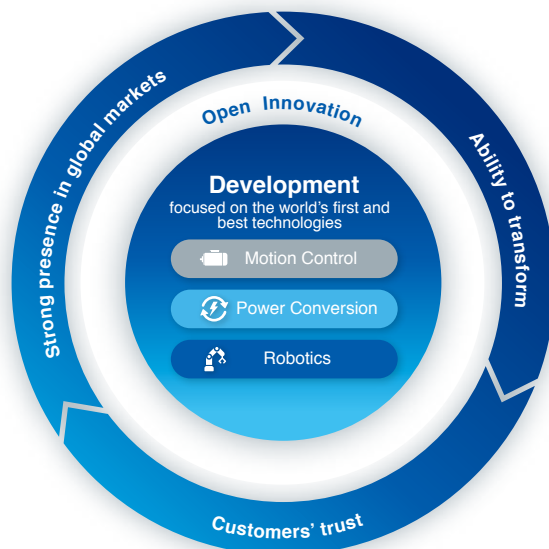 Strong presence in global markets
Ability to transform
Customers’ trust
Open Innovation
Development
focused on the world’s first and
best technologies
Motion Control
Power Conversion
Robotics